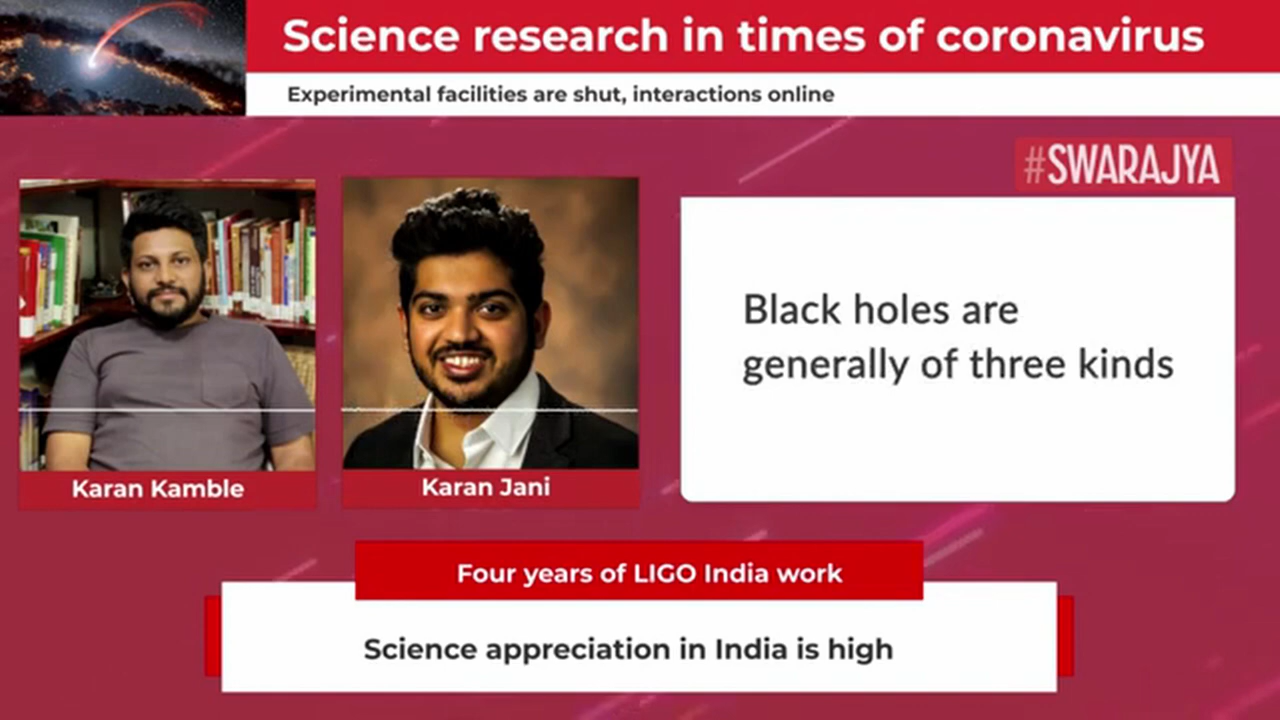 Science research in times of coronavirus
Experimental facilities are shut, interactions online
#SWARAJYA
Black holes are
generally of three kinds
Karan Kamble
Karan Jani
Four years of LIGO India work
Science appreciation in India is high